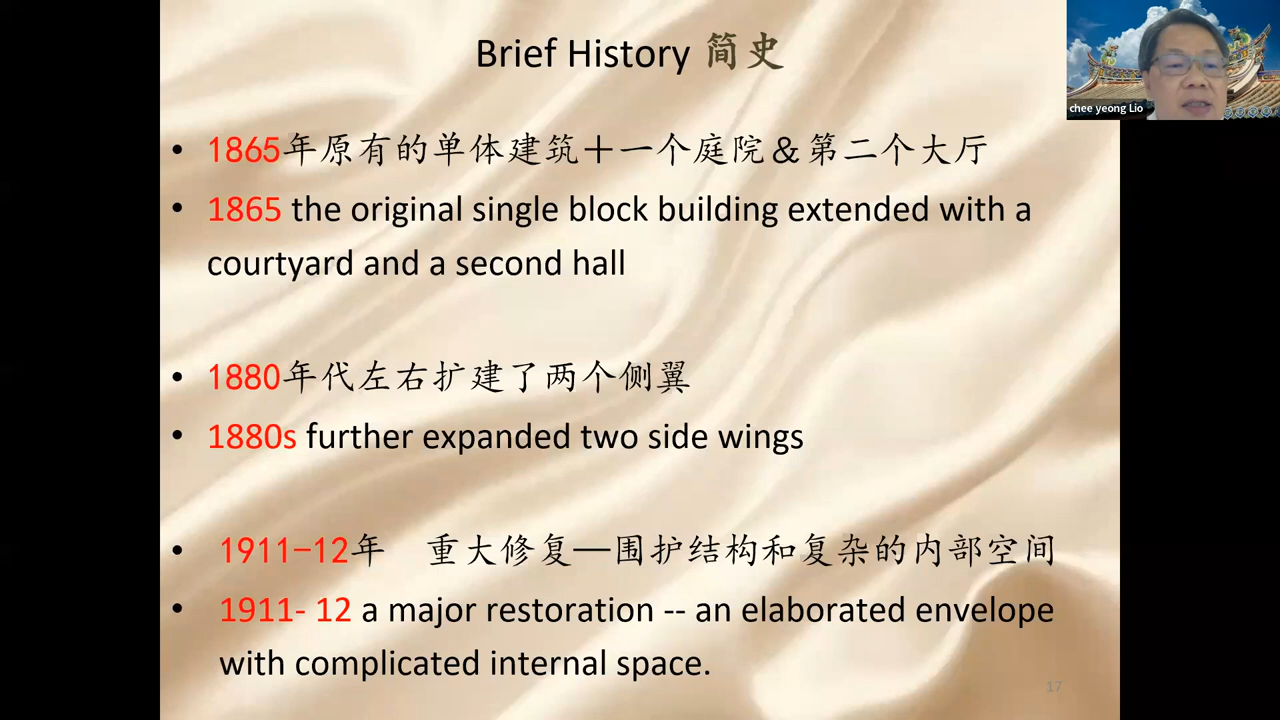 Brief History 简史
chee yeong Lio
• 1865年原有的单体建筑十一个庭院&第二个大厅
• 1865 the original single block building extended with a
courtyard and a second hall
• 1880年代左右扩建了两个侧翼
• 1880s further expanded two side wings
• 1911-12年 重大修复—围护结构和复杂的内部空间
• 1911- 12 a major restoration -- an elaborated envelope
with complicated internal space.
17